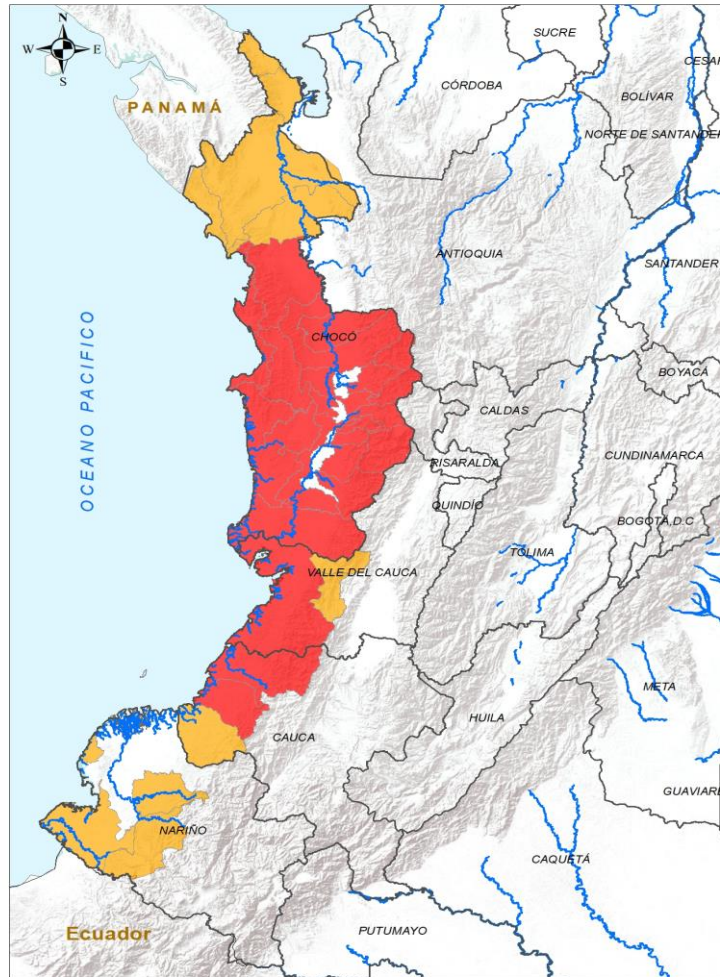 N
W E
S
SUCRE
CESAR
CÓRDOBA
BOLÍVAR
PANAMÁ
NORTE DE SANTANDER
ANTIOQUIA
SANTANDER
CHOCÓ
OCEANO PACIFICO
BOYACÁ
CALDAS
CUNDINAMARCA
RISARALDA
QUINDÍO
BOGOTÁ, D.C
TOLIMA
VALLE DEL CAUCA
META
HUILA
CAUCA
GUAVIARE
NARIÑO
CAQUETÁ
Ecuador
PUTUMAYO